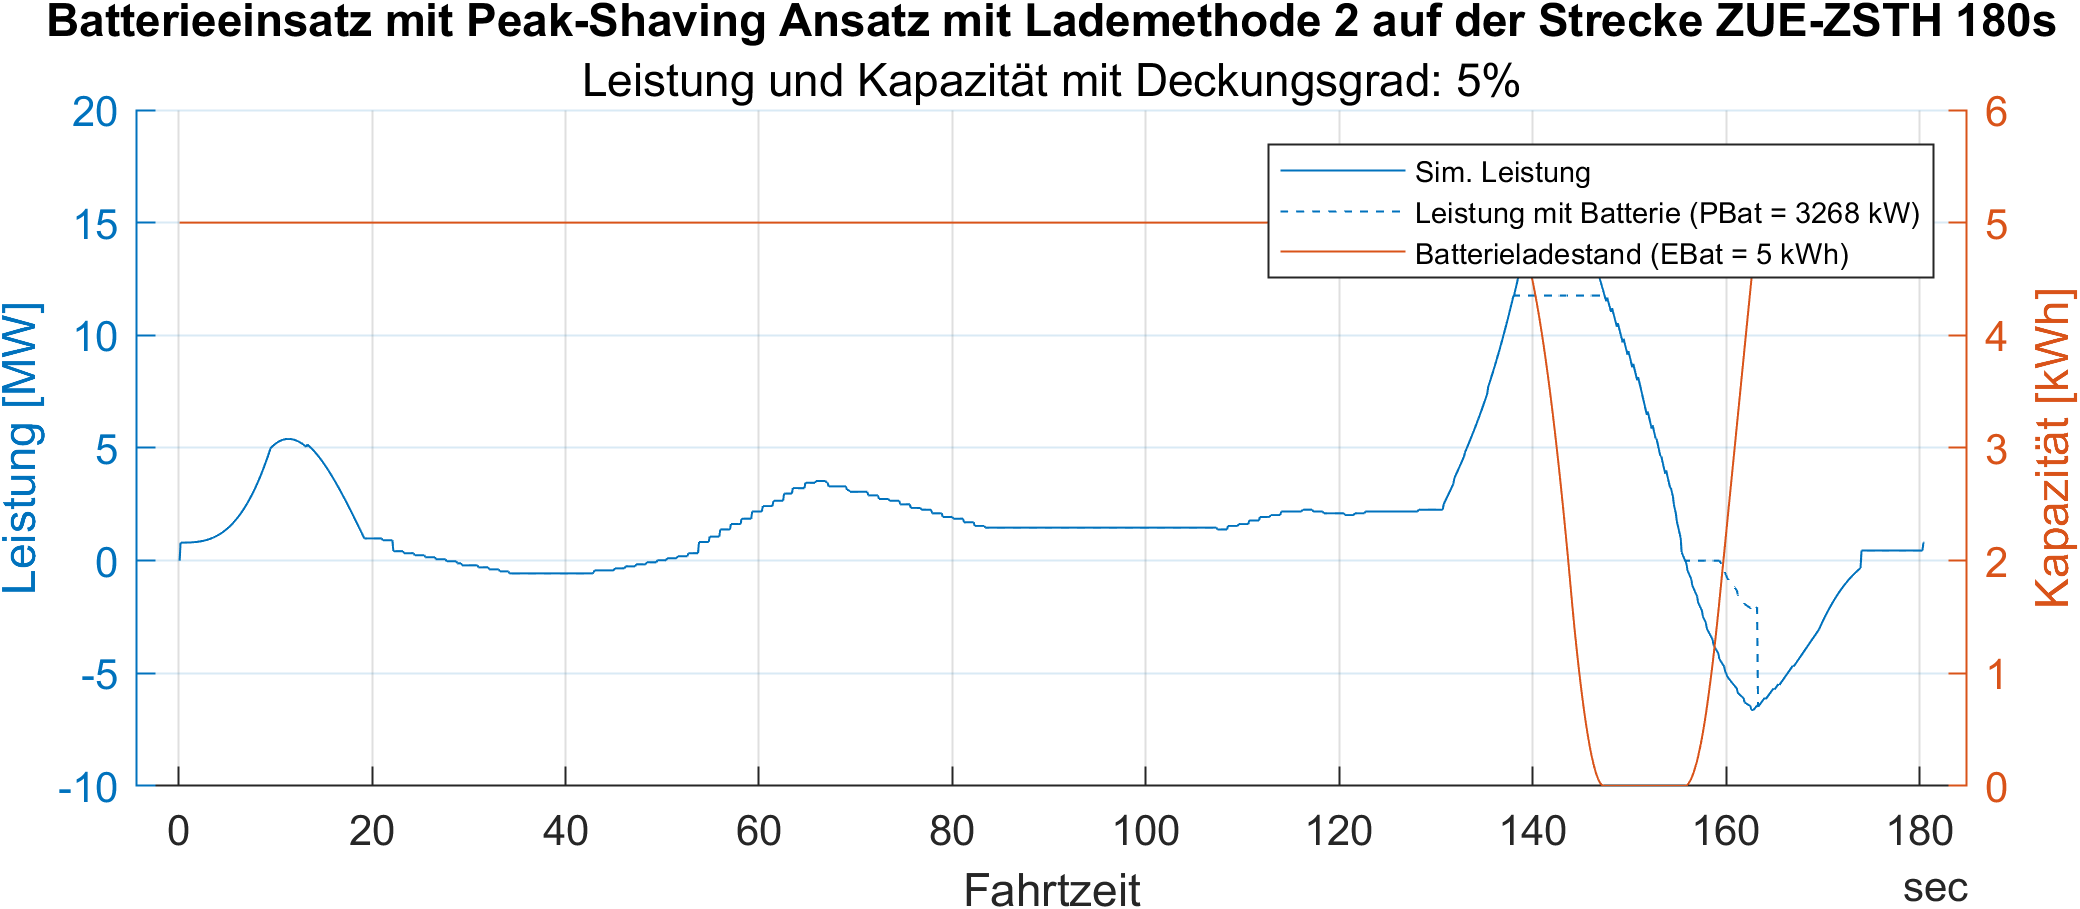 Batterieeinsatz mit Peak-Shaving Ansatz mit Lademethode 2 auf der Strecke ZUE-ZSTH 180s
Leistung und Kapazität mit Deckungsgrad: 5%
Leistung [MW]
20
15
10
5
0
-5
-10
Sim. Leistung
Leistung mit Batterie (PBat = 3268 kW)
Batterieladestand (EBat = 5 kWh)
6
5
4
3
2
1
0
Kapazität [kWh]
0 20 40 60 80 100 120 140 160 180
Fahrtzeit
sec